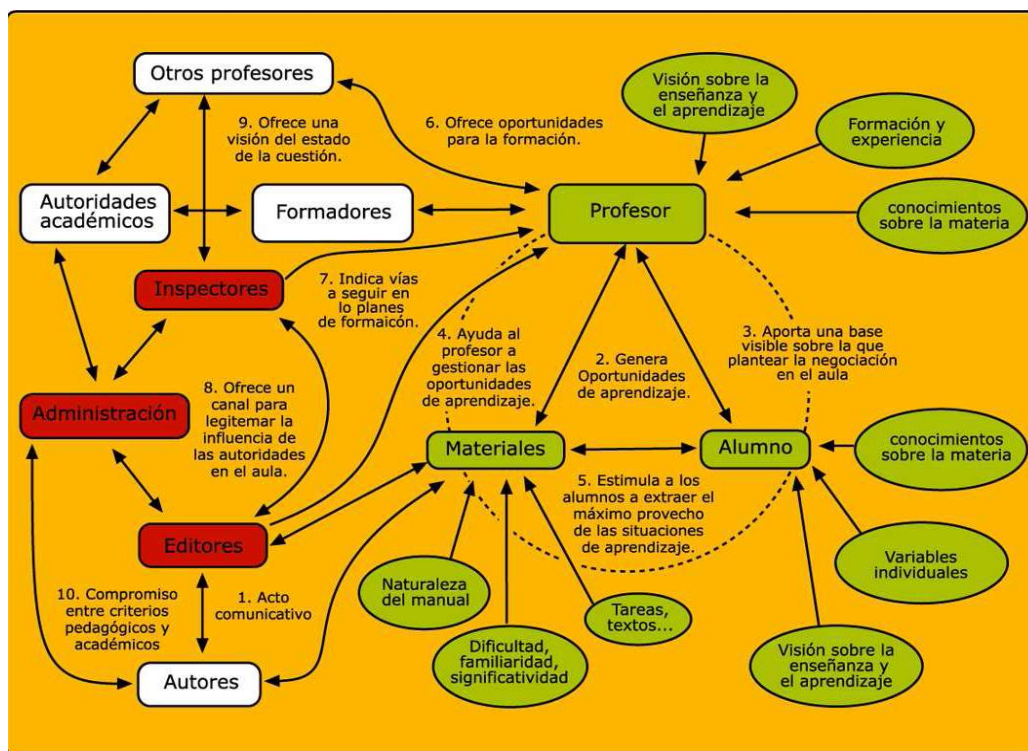 Otros profesores
9. Ofrece una
visión del estado
de la cuestión.
6. Ofrece oportunidades
para la formación.
Visión sobre la
enseñanza y
el aprendizaje
Formación y
experiencia
Autoridades
académicos
Formadores
Profesor
conocimientos
sobre la materia
Inspectores
7. Indica vías
a seguir en
lo planes
de formaicón.
4. Ayuda al
profesor a
gestionar las
oportunidades
de aprendizaje.
2. Genera
Oportunidades
de aprendizaje.
3. Aporta una base
visible sobre la que
plantear la negociación
en el aula
Administración
8. Ofrece un
canal para
legitemar la
influencia de
las autoridades
en el aula.
Materiales
Alumno
conocimientos
sobre la materia
5. Estimula a los
alumnos a extraer el
máximo provecho
de las situaciones
de aprendizaje.
Editores
Variables
individuales
Naturaleza
del manual
Tareas,
textos...
10. Compromiso
entre criterios
pedagógicos y
académicos
1. Acto
comunicativo
Dificultad,
familiaridad,
significatividad
Visión sobre la
enseñanza y
el aprendizaje
Autores